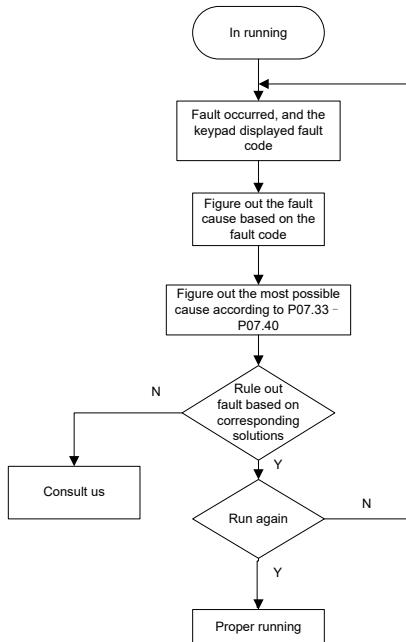 In running
Fault occurred, and the
keypad displayed fault
code
Figure out the fault
cause based on the
fault code
Figure out the most possible
cause according to P07.33–
P07.40
N
Rule out
fault based on
corresponding
solutions
Y
Consult us
Run again
N
Y
Proper running